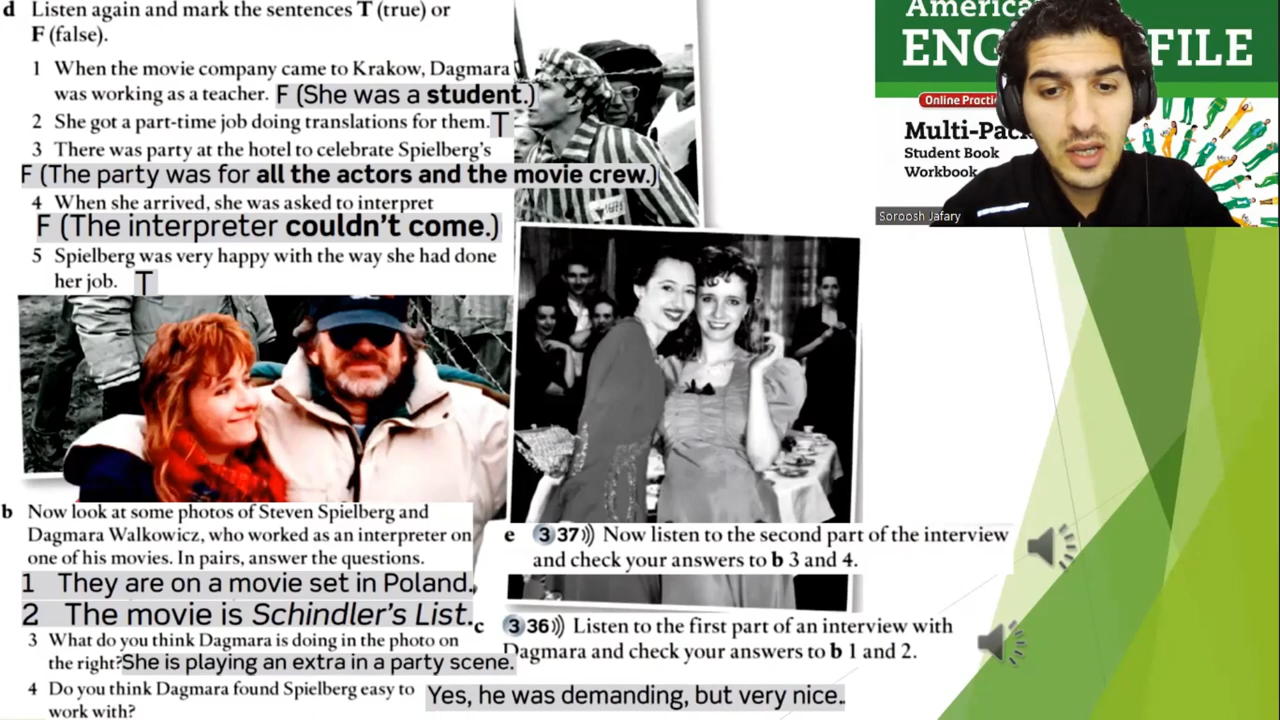 d Listen again and mark the sentences T (true) or
F (false).
1 When the movie company came to Krakow, Dagmara
was working as a teacher. F (She was a student.)
2 She got a part-time job doing translations for them. T
3 There was party at the hotel to celebrate Spielberg's
F (The party was for all the actors and the movie crew.)
4 When she arrived, she was asked to interpret
F (The interpreter couldn't come.)
5 Spielberg was very happy with the way she had done
her job. T
b Now look at some photos of Steven Spielberg and
Dagmara Walkowicz, who worked as an interpreter on
one of his movies. In pairs, answer the questions.
1 They are on a movie set in Poland.
2 The movie is Schindler's List.
3 What do you think Dagmara is doing in the photo on
the right? She is playing an extra in a party scene.
4 Do you think Dagmara found Spielberg easy to
work with? Yes, he was demanding, but very nice.
e 3 37)) Now listen to the second part of the interview
and check your answers to b 3 and 4.
c 3 36)) Listen to the first part of an interview with
Dagmara and check your answers to b 1 and 2.
America
ENG FILE
Online Practi
Multi-Pack
Student Book
Workbook
Soroosh Jafary